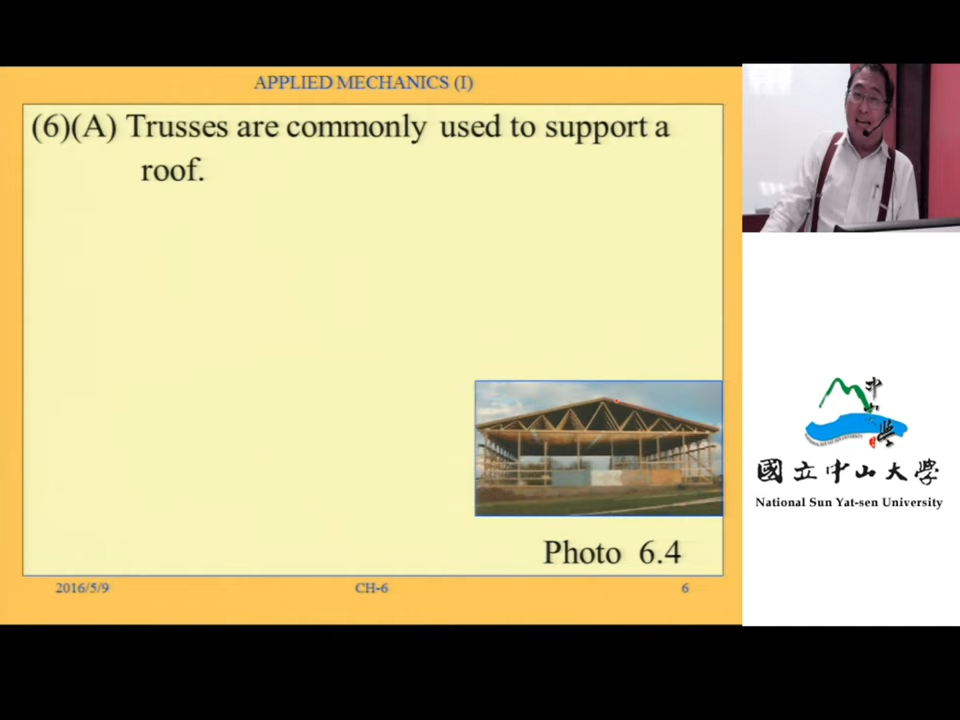 APPLIED MECHANICS (I)
(6)(A) Trusses are commonly used to support a
roof.
Photo 6.4
2016/5/9
CH-6
6
國立中山大學
National Sun Yat-sen University